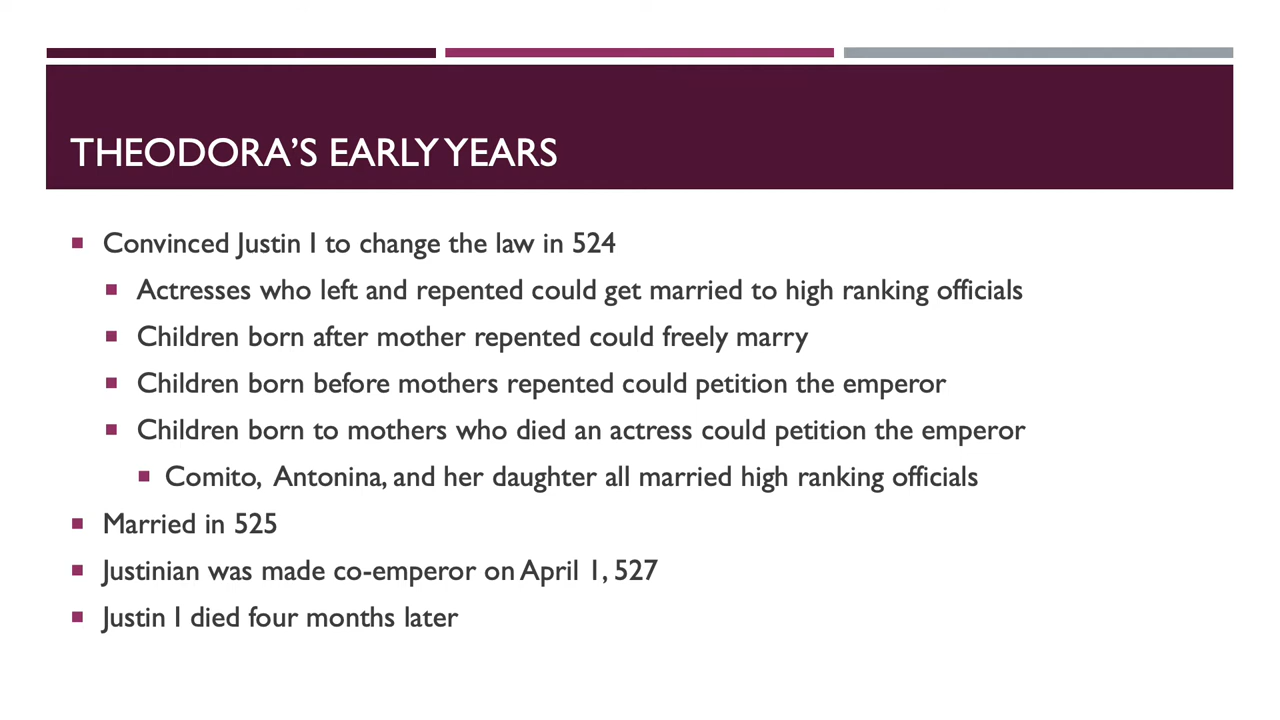 THEODORA'S EARLY YEARS
Convinced Justin I to change the law in 524
Actresses who left and repented could get married to high ranking officials
Children born after mother repented could freely marry
Children born before mothers repented could petition the emperor
Children born to mothers who died an actress could petition the emperor
Comito, Antonina, and her daughter all married high ranking officials
Married in 525
Justinian was made co-emperor on April 1, 527
Justin I died four months later